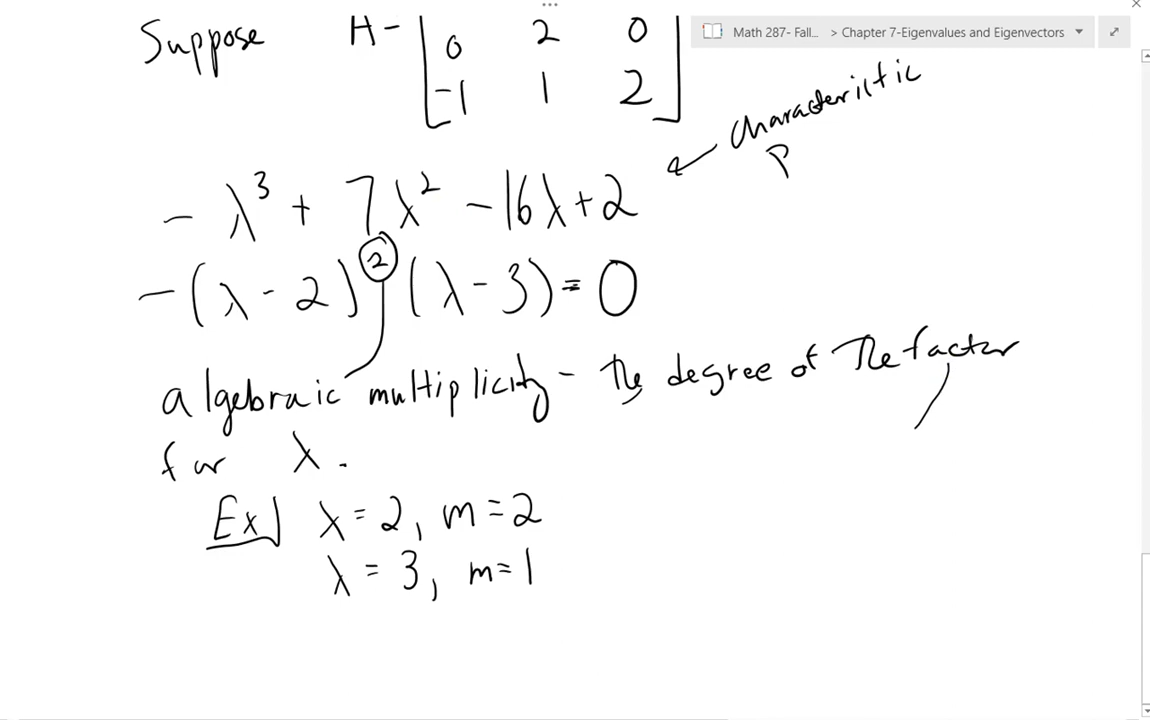 Math 287- Fall... > Chapter 7-Eigenvalues and Eigenvectors
Suppose A = [
0 2 0
-1 1 2 ]
characteristic
P
- λ³ + 7λ² - 16λ + 2
- (λ - 2)² (λ - 3) = 0
algebraic multiplicity - the degree of the factor
for λ.
Ex] λ = 2, m = 2
λ = 3, m = 1